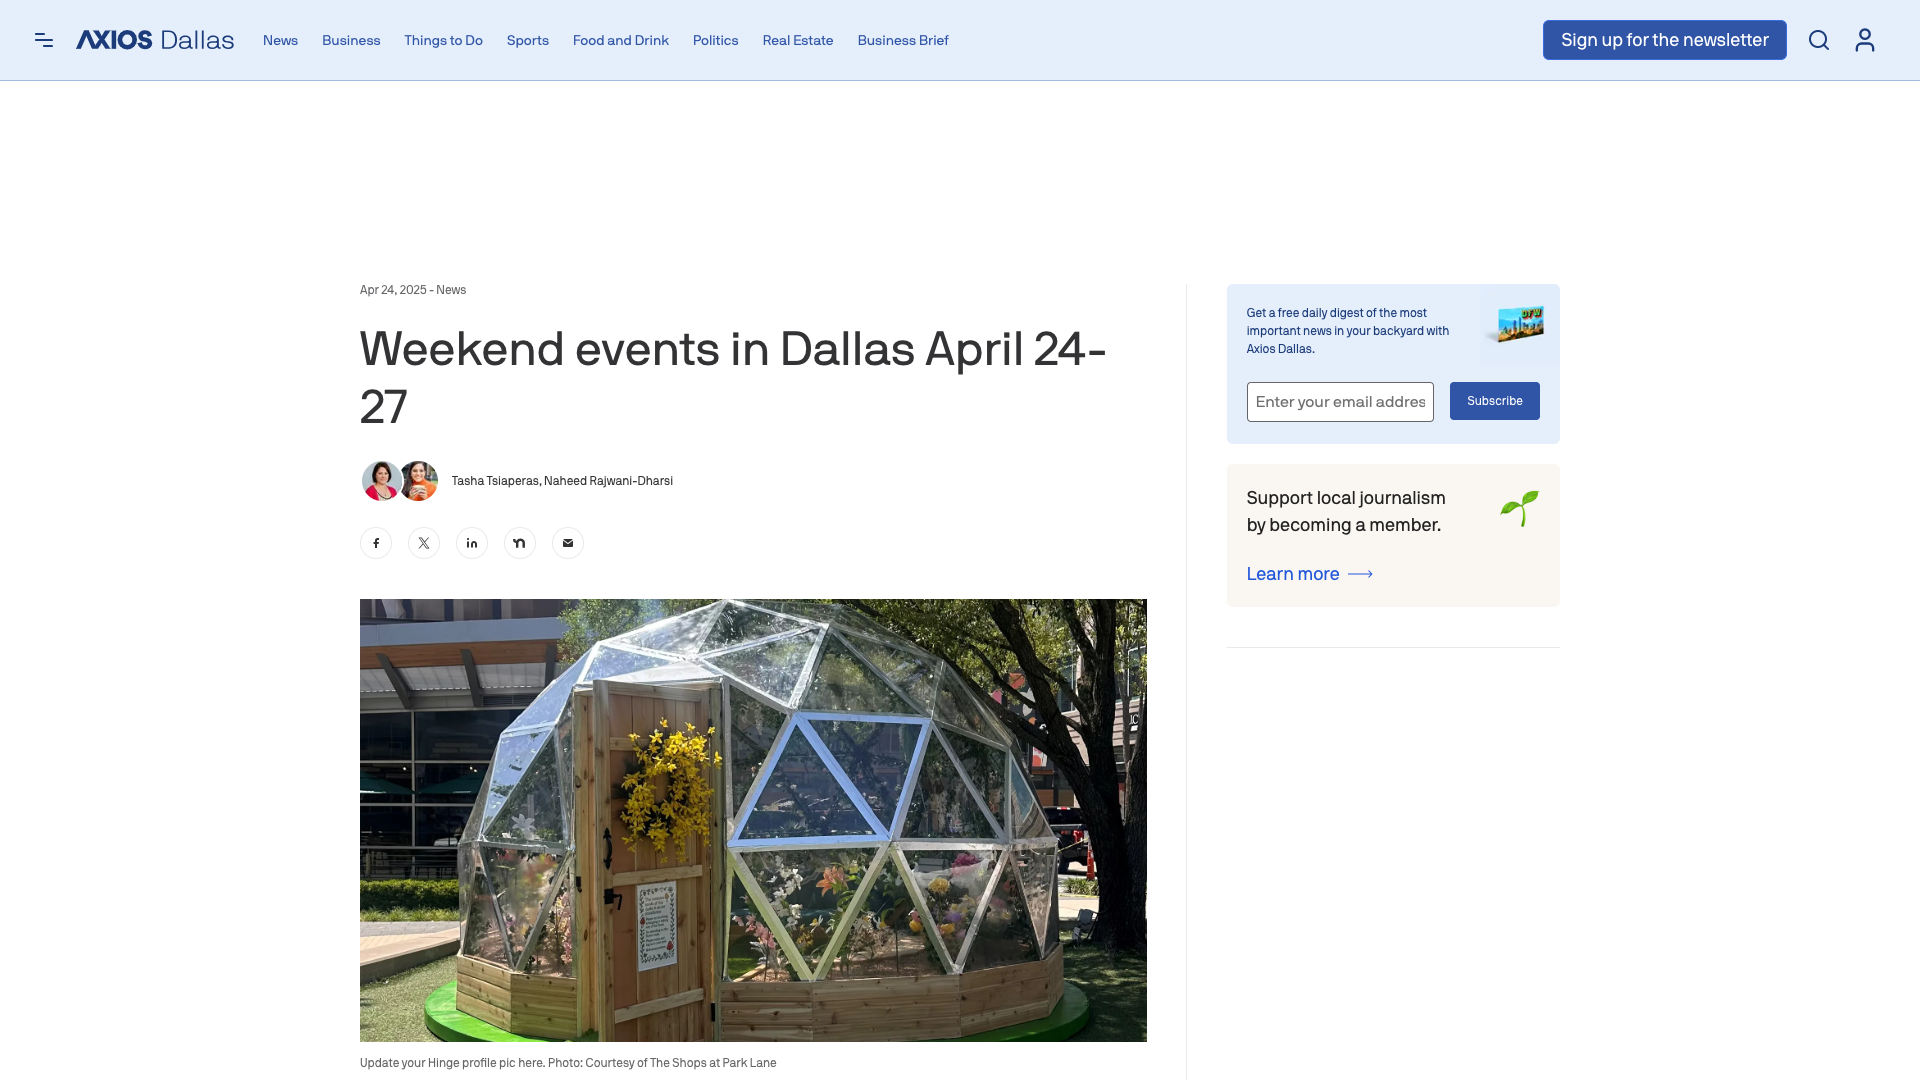 AXIOS Dallas
News
Business
Things to Do
Sports
Food and Drink
Politics
Real Estate
Business Brief
Sign up for the newsletter
Apr 24, 2025 - News
Weekend events in Dallas April 24-
27
Tasha Tsiaperas, Naheed Rajwani-Dharsi
Update your Hinge profile pic here. Photo: Courtesy of The Shops at Park Lane
Get a free daily digest of the most
important news in your backyard with
Axios Dallas.
DFW
Enter your email addres
Subscribe
Support local journalism
by becoming a member.
Learn more